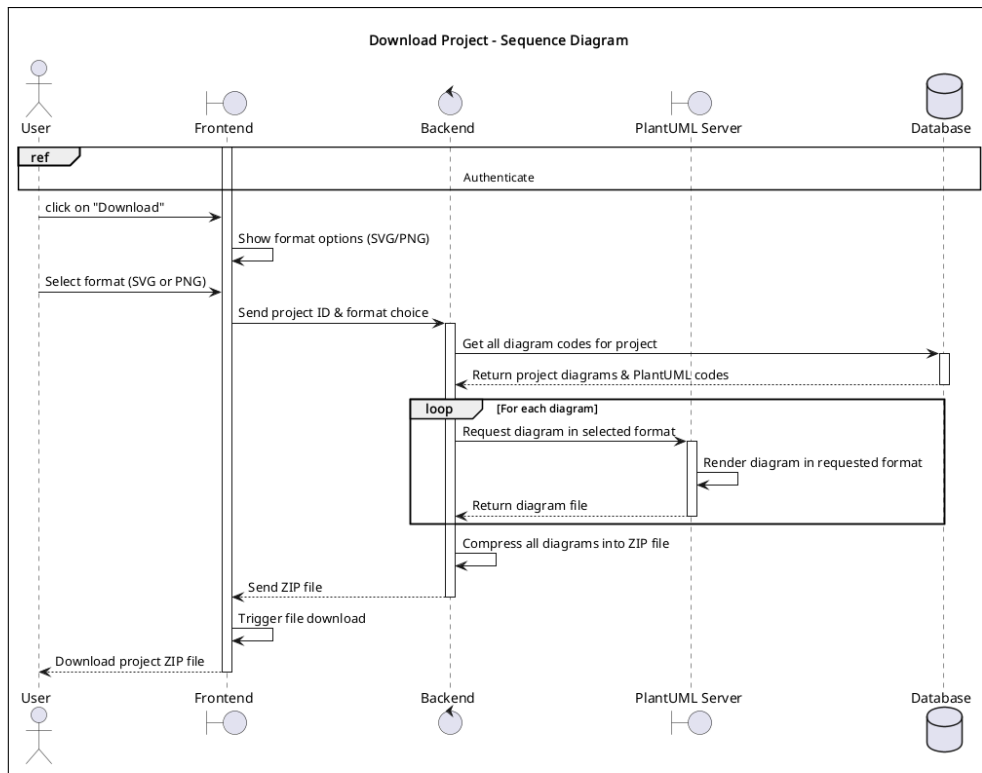 Download Project - Sequence Diagram
User
Frontend
Backend
PlantUML Server
Database
ref
Authenticate
click on "Download"
Show format options (SVG/PNG)
Select format (SVG or PNG)
Send project ID & format choice
Get all diagram codes for project
Return project diagrams & PlantUML codes
loop
[For each diagram]
Request diagram in selected format
Render diagram in requested format
Return diagram file
Compress all diagrams into ZIP file
Send ZIP file
Trigger file download
Download project ZIP file
User
Frontend
Backend
PlantUML Server
Database